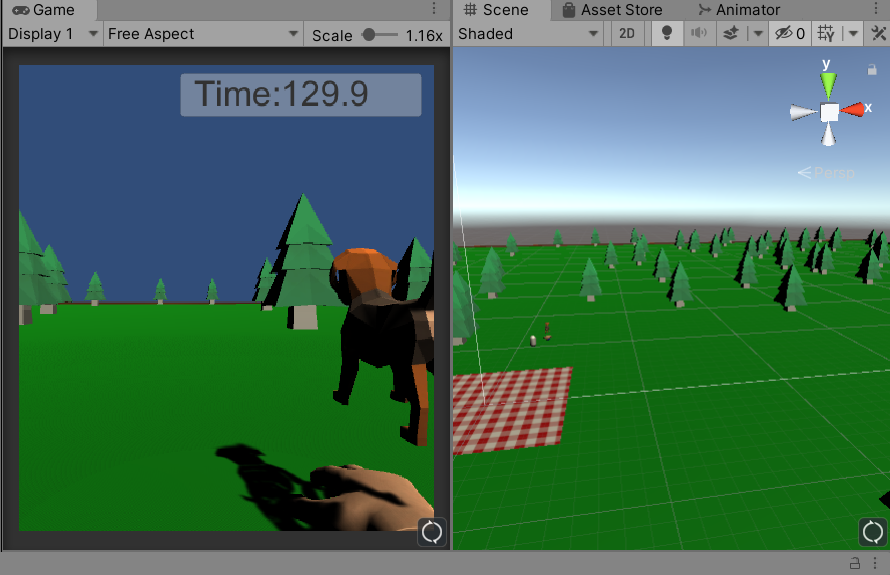 Game
Display 1
Free Aspect
Scale
1.16x
Time:129.9
Scene
Asset Store
Animator
Shaded
2D
0
y
x
Persp